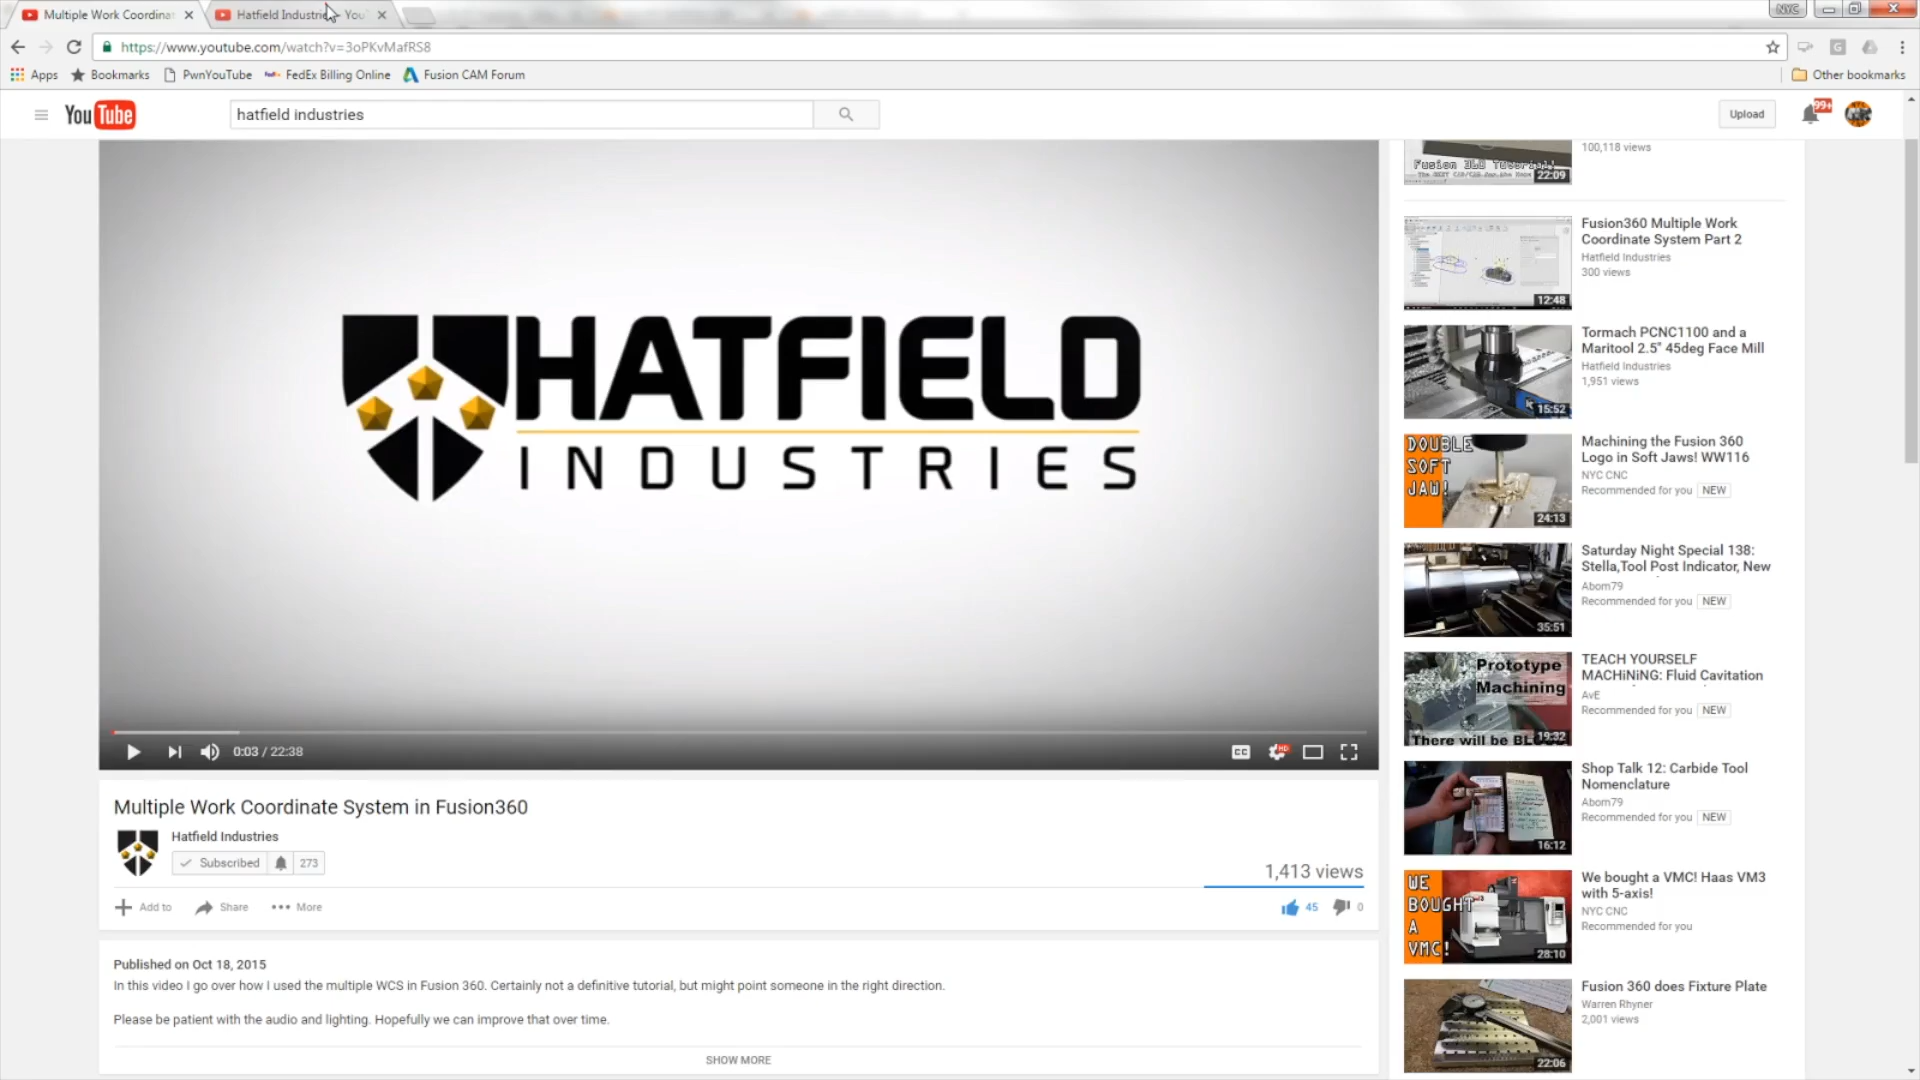 Multiple Work Coordina
Hatfield Industri
You
NYC
https://www.youtube.com/watch?v=3oPKvMafRS8
Apps
Bookmarks
PwnYouTube
FedEx Billing Online
Fusion CAM Forum
Other bookmarks
YouTube
hatfield industries
Upload
99+
HATFIELD
INDUSTRIES
0:03 / 22:38
CC
HD
Multiple Work Coordinate System in Fusion360
Hatfield Industries
Subscribed
273
1,413 views
Add to
Share
More
45
0
Published on Oct 18, 2015
In this video I go over how I used the multiple WCS in Fusion 360. Certainly not a definitive tutorial, but might point someone in the right direction.
Please be patient with the audio and lighting. Hopefully we can improve that over time.
SHOW MORE
Fusion 360 Tutorial!
22:09
100,118 views
12:48
Fusion360 Multiple Work
Coordinate System Part 2
Hatfield Industries
300 views
15:52
Tormach PCNC1100 and a
Maritool 2.5" 45deg Face Mill
Hatfield Industries
1,951 views
DOUBLE
SOFT
JAW!
24:13
Machining the Fusion 360
Logo in Soft Jaws! WW116
NYC CNC
Recommended for you NEW
35:51
Saturday Night Special 138:
Stella,Tool Post Indicator, New
Abom79
Recommended for you NEW
Prototype
Machining
There will be
19:32
TEACH YOURSELF
MACHiNiNG: Fluid Cavitation
AvE
Recommended for you NEW
16:12
Shop Talk 12: Carbide Tool
Nomenclature
Abom79
Recommended for you NEW
WE
BOUGHT
A
VMC!
28:10
We bought a VMC! Haas VM3
with 5-axis!
NYC CNC
Recommended for you
22:06
Fusion 360 does Fixture Plate
Warren Rhyner
2,001 views